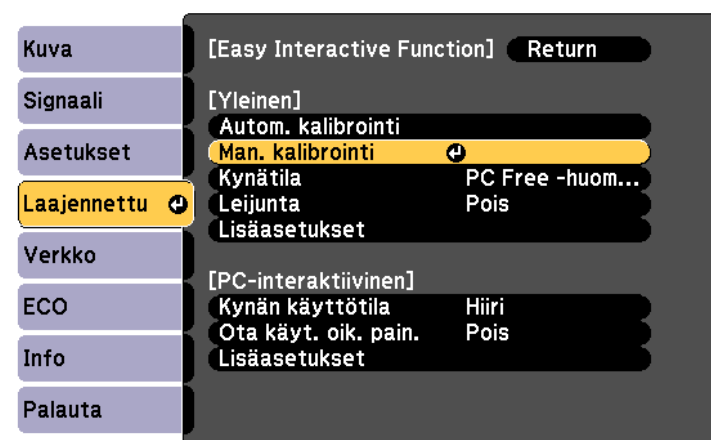 Kuva
Signaali
Asetukset
Laajennettu
Verkko
ECO
Info
Palauta
[Easy Interactive Function] Return
[Yleinen]
Autom. kalibrointi
Man. kalibrointi
Kynätila PC Free -huom...
Leijunta Pois
Lisäasetukset
[PC-interaktiivinen]
Kynän käyttötila Hiiri
Ota käyt. oik. pain. Pois
Lisäasetukset